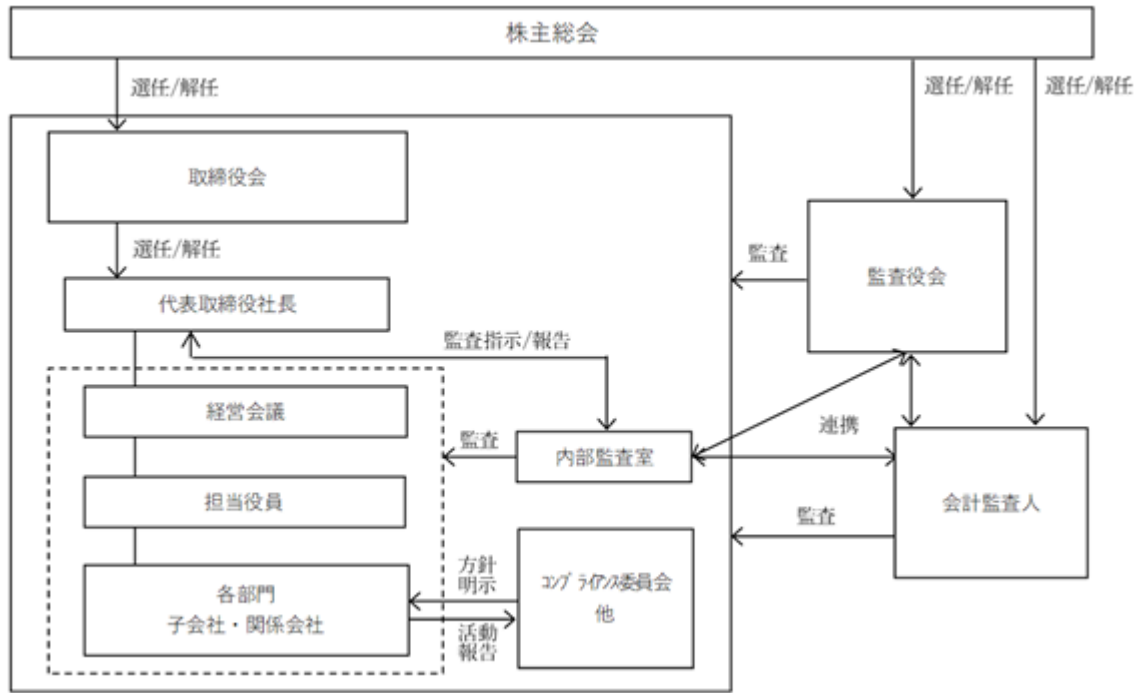 株主総会
選任/解任
選任/解任
選任/解任
取締役会
選任/解任
監査
監査役会
代表取締役社長
監査指示/報告
経営会議
連携
監査
内部監査室
担当役員
監査
会計監査人
各部門
子会社・関係会社
方針
明示
活動
報告
コンプライアンス委員会
他